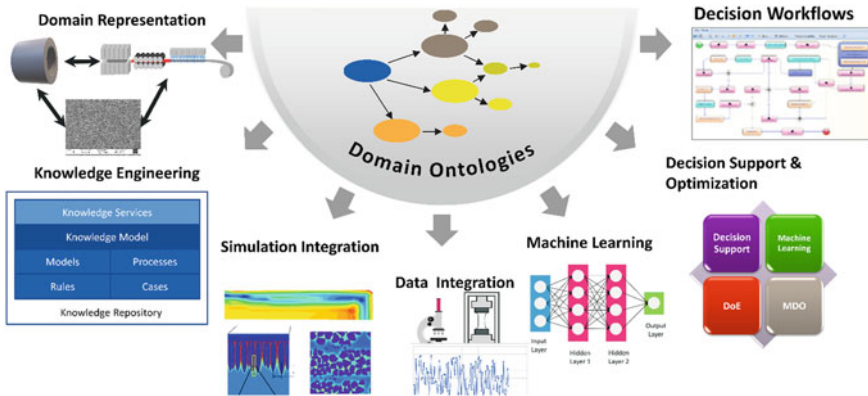 Domain Representation
Decision Workflows
Domain Ontologies
Knowledge Engineering
Knowledge Services
Knowledge Model
Models
Processes
Rules
Cases
Knowledge Repository
Simulation Integration
Data Integration
Machine Learning
Input
Layer
Hidden
Layer 1
Hidden
Layer 2
Output
Layer
Decision Support &
Optimization
Decision
Support
Machine
Learning
DoE
MDO